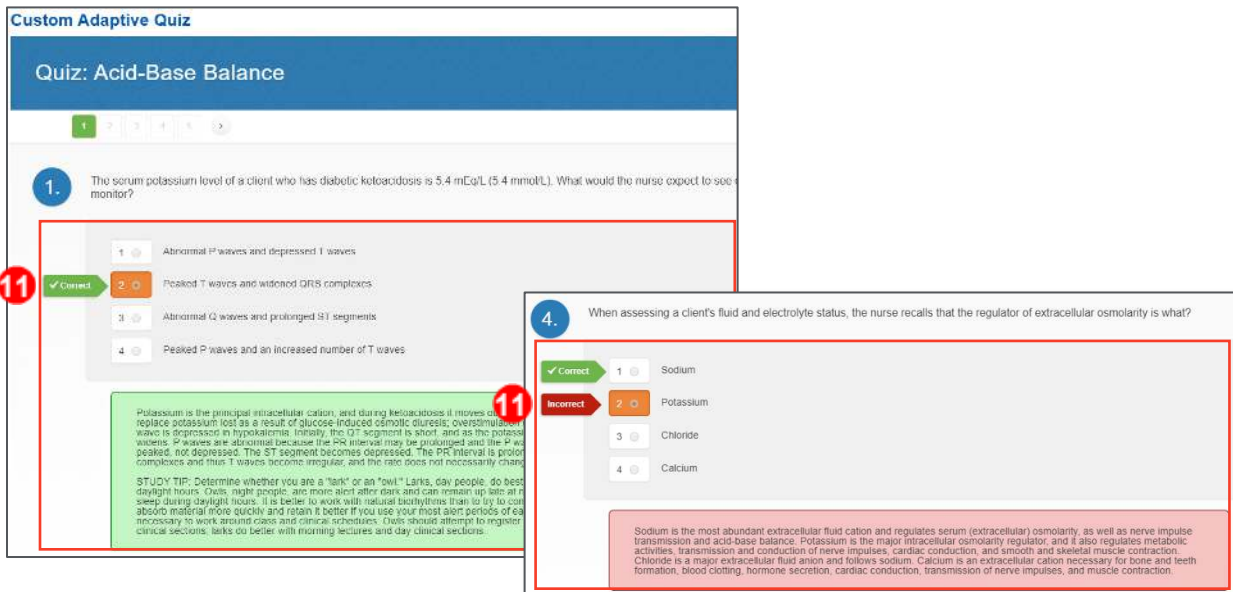 Custom Adaptive Quiz
Quiz: Acid-Base Balance
1 2 3 4 5 >
1.
The serum potassium level of a client who has diabetic ketoacidosis is 5.4 mEq/L (5.4 mmol/L). What would the nurse expect to see
monitor?
1 Abnormal P waves and depressed T waves
11
✓ Correct
2 Peaked T waves and widened QRS complexes
3 Abnormal Q waves and prolonged ST segments
4 Peaked P waves and an increased number of T waves
Potassium is the principal intracellular cation, and during ketoacidosis it moves
replace potassium lost as a result of glucose-induced osmotic diuresis; overstimulation
wave is depressed in hypokalemia. Initially, the QT segment is short, and as the
widens. P waves are abnormal because the PR interval may be prolonged and the P
peaked, not depressed. The ST segment becomes depressed. The PR interval is
complexes and thus T waves become irregular, and the rate does not necessarily
STUDY TIP: Determine whether you are a "lark" or an "owl." Larks, day people, do best
daylight hours. Owls, night people, are more alert after dark and can remain up late at
sleep during daylight hours. It is better to work with natural biorhythms than to try to
absorb material more quickly and retain it better if you use your most alert periods of
necessary to work around class and clinical schedules. Owls should attempt to register
clinical sections; larks do better with morning lectures and day clinical sections.
4.
When assessing a client's fluid and electrolyte status, the nurse recalls that the regulator of extracellular osmolarity is what?
✓ Correct
1 Sodium
11
Incorrect
2 Potassium
3 Chloride
4 Calcium
Sodium is the most abundant extracellular fluid cation and regulates serum (extracellular) osmolarity, as well as nerve impulse
transmission and acid-base balance. Potassium is the major intracellular osmolarity regulator, and it also regulates metabolic
activities, transmission and conduction of nerve impulses, cardiac conduction, and smooth and skeletal muscle contraction.
Chloride is a major extracellular fluid anion and follows sodium. Calcium is an extracellular cation necessary for bone and teeth
formation, blood clotting, hormone secretion, cardiac conduction, transmission of nerve impulses, and muscle contraction.